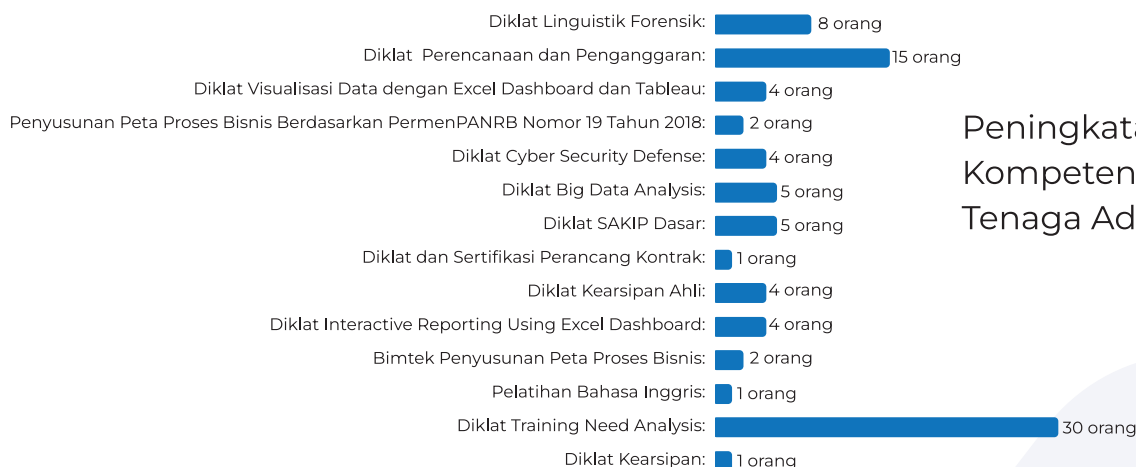 Diklat Linguistik Forensik: 8 orang
Diklat Perencanaan dan Penganggaran: 15 orang
Diklat Visualisasi Data dengan Excel Dashboard dan Tableau: 4 orang
Penyusunan Peta Proses Bisnis Berdasarkan PermenPANRB Nomor 19 Tahun 2018: 2 orang
Diklat Cyber Security Defense: 4 orang
Diklat Big Data Analysis: 5 orang
Diklat SAKIP Dasar: 5 orang
Diklat dan Sertifikasi Perancang Kontrak: 1 orang
Diklat Kearsipan Ahli: 4 orang
Diklat Interactive Reporting Using Excel Dashboard: 4 orang
Bimtek Penyusunan Peta Proses Bisnis: 2 orang
Pelatihan Bahasa Inggris: 1 orang
Diklat Training Need Analysis: 30 orang
Diklat Kearsipan: 1 orang
Peningkata
Kompeten
Tenaga Ad